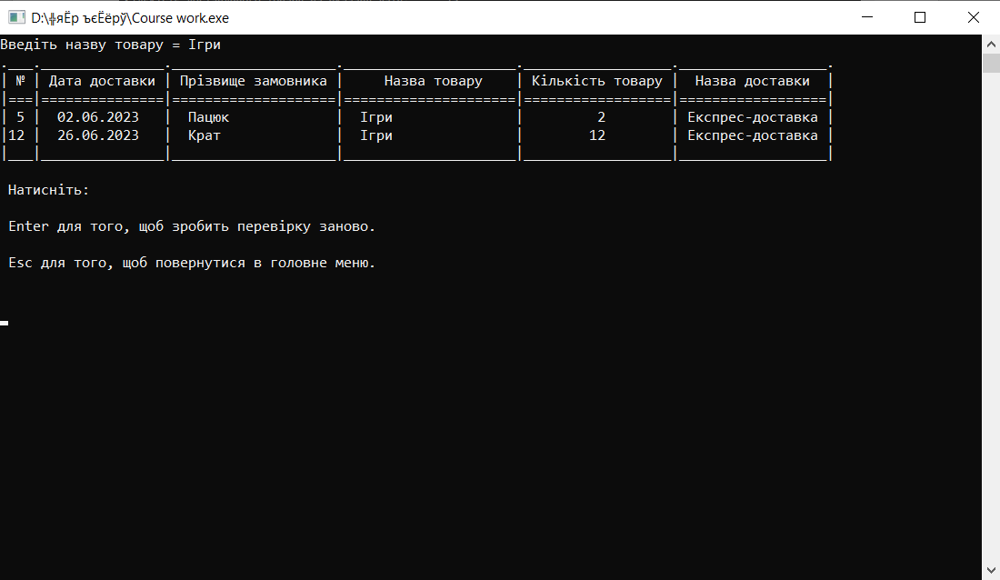 D:\╬яЁр ъєЁёрў\Course work.exe
Введіть назву товару = Ігри
| № | Дата доставки | Прізвище замовника | Назва товару | Кількість товару | Назва доставки |
| 5 | 02.06.2023 | Пацюк | Ігри | 2 | Експрес-доставка |
|12 | 26.06.2023 | Крат | Ігри | 12 | Експрес-доставка |
Натисніть:
Enter для того, щоб зробить перевірку заново.
Esc для того, щоб повернутися в головне меню.